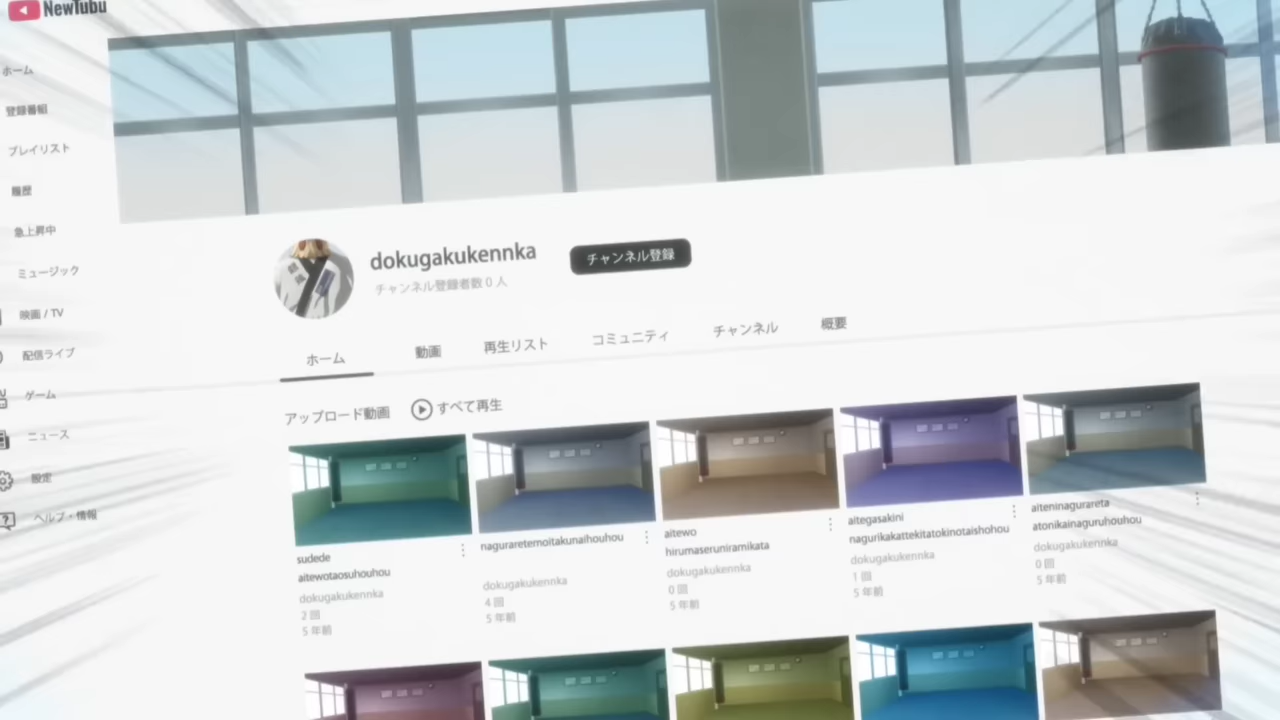 NewTubu
ホーム
登録番組
プレイリスト
履歴
急上昇中
ミュージック
映画 / TV
配信ライブ
ゲーム
ニュース
設定
ヘルプ・情報
dokugakukennka
チャンネル登録
チャンネル登録者数 0 人
ホーム
動画
再生リスト
コミュニティ
チャンネル
概要
アップロード動画
すべて再生
sudede
aitewotaosuhouhou
dokugakukennka
2 回
5 年前
naguraretemoitakunaihouhou
dokugakukennka
4 回
5 年前
aitewo
hirumaseruniramikata
dokugakukennka
0 回
5 年前
aitegasakini
nagurikakattekitatokinotaishohou
dokugakukennka
1 回
5 年前
aiteninagurareta
atonikainaguruhouhou
dokugakukennka
0 回
5 年前